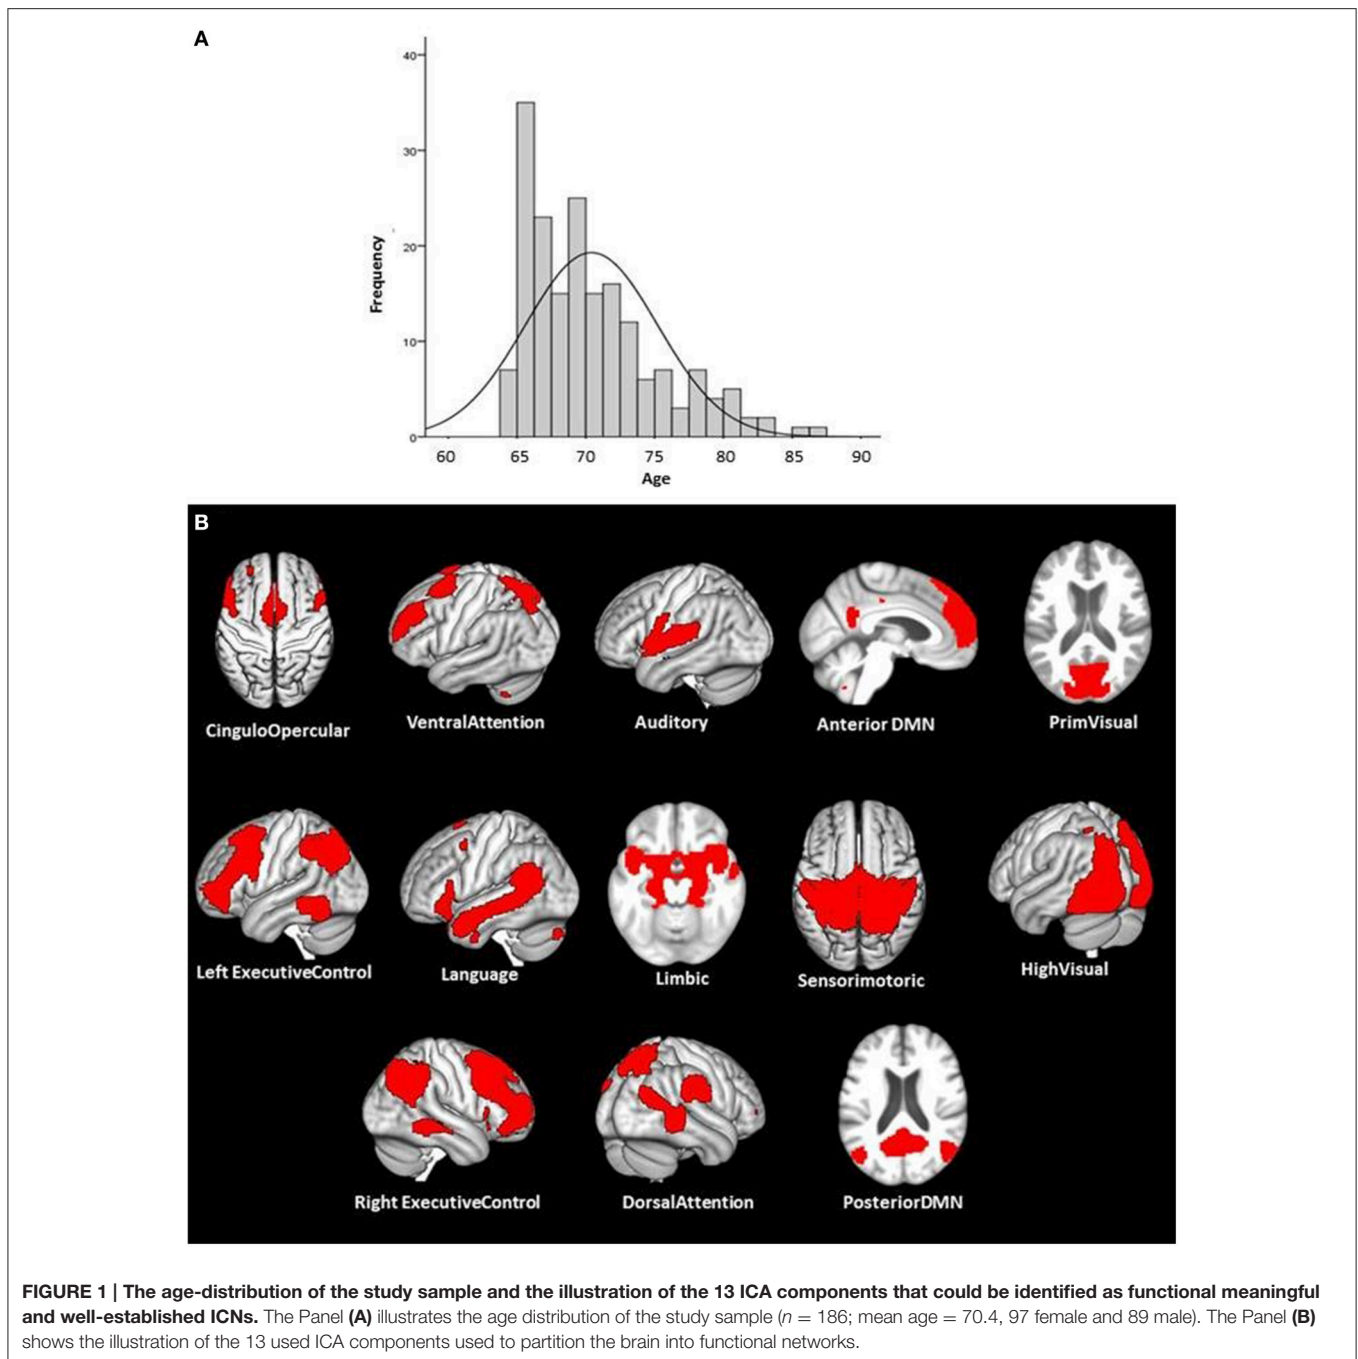 A
40
30
20
10
0
Frequency
60 65 70 75 80 85 90
Age
B
CinguloOpercular VentralAttention Auditory Anterior DMN PrimVisual
Left ExecutiveControl Language Limbic Sensorimotoric HighVisual
Right ExecutiveControl DorsalAttention PosteriorDMN
FIGURE 1 | The age-distribution of the study sample and the illustration of the 13 ICA components that could be identified as functional meaningful
and well-established ICNs. The Panel (A) illustrates the age distribution of the study sample (n = 186; mean age = 70.4, 97 female and 89 male). The Panel (B)
shows the illustration of the 13 used ICA components used to partition the brain into functional networks.